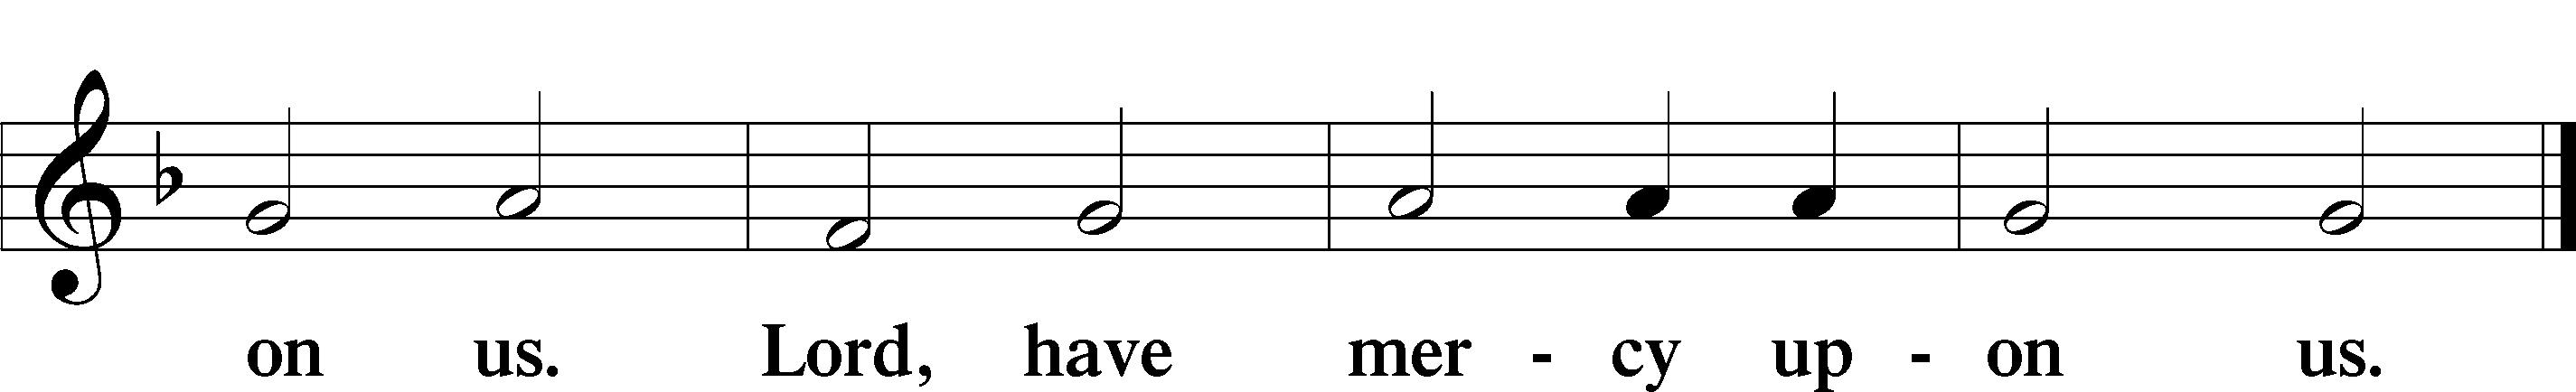 on us. Lord, have mer - cy up - on us.